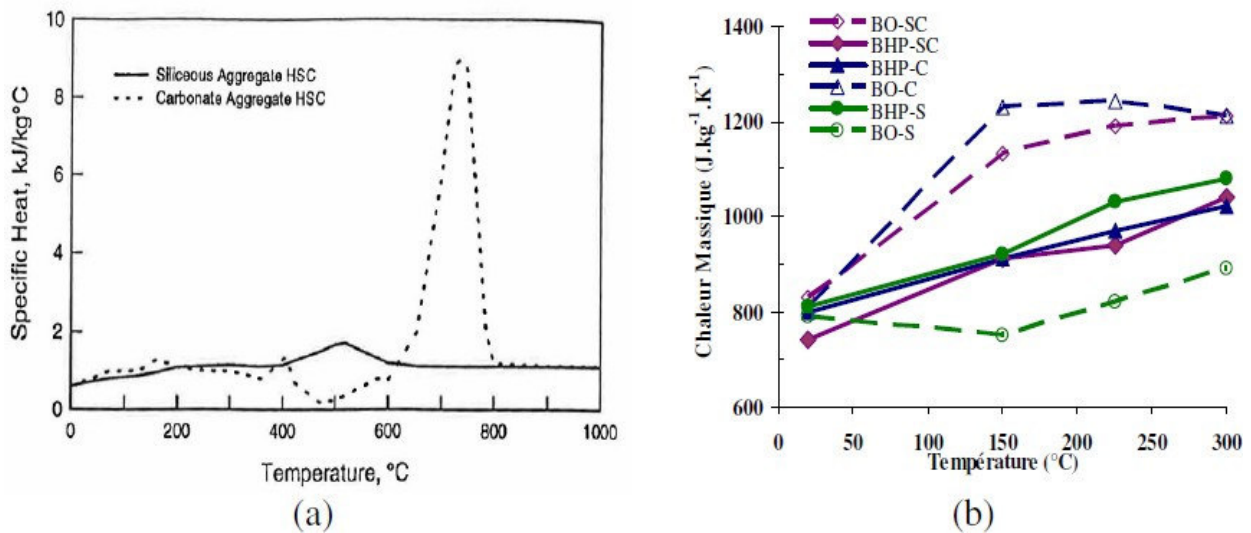 10
8
6
4
2
0
Specific Heat, kJ/kg°C
Siliceous Aggregate HSC
Carbonate Aggregate HSC
0 200 400 600 800 1000
Temperature, °C
(a)
1400
1200
1000
800
600
Chaleur Massique (J.kg⁻¹.K⁻¹)
BO-SC
BHP-SC
BHP-C
BO-C
BHP-S
BO-S
0 50 100 150 200 250 300
Température (°C)
(b)